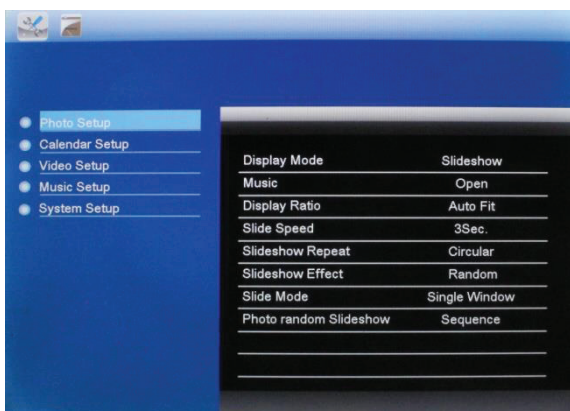 Photo Setup
Calendar Setup
Video Setup
Music Setup
System Setup
Display Mode Slideshow
Music Open
Display Ratio Auto Fit
Slide Speed 3Sec.
Slideshow Repeat Circular
Slideshow Effect Random
Slide Mode Single Window
Photo random Slideshow Sequence